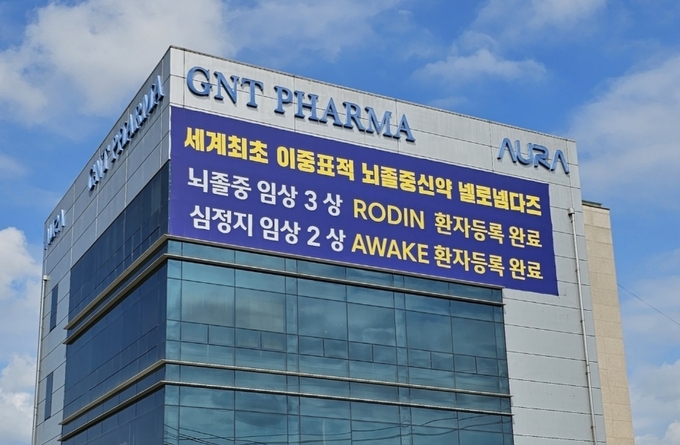 GNT PHARMA
AURA
GNT PHARMA
세계최초 이중표적 뇌졸중신약 넬로넴다즈
뇌졸중 임상 3 상 RODIN 환자등록 완료
심정지 임상 2 상 AWAKE 환자등록 완료